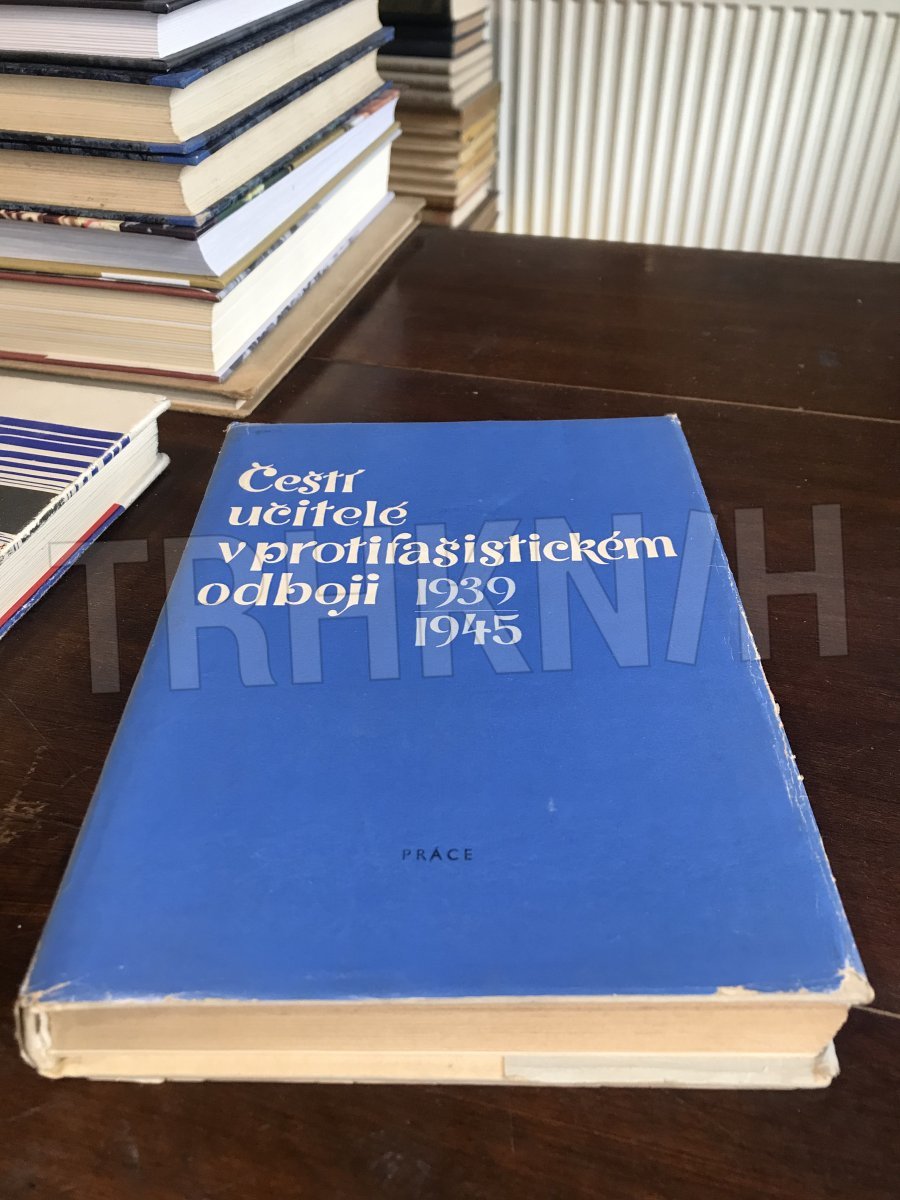 Čeští
učitelé
v protifašistickém
odboji 1939
1945
TRHKNIH
PRÁCE